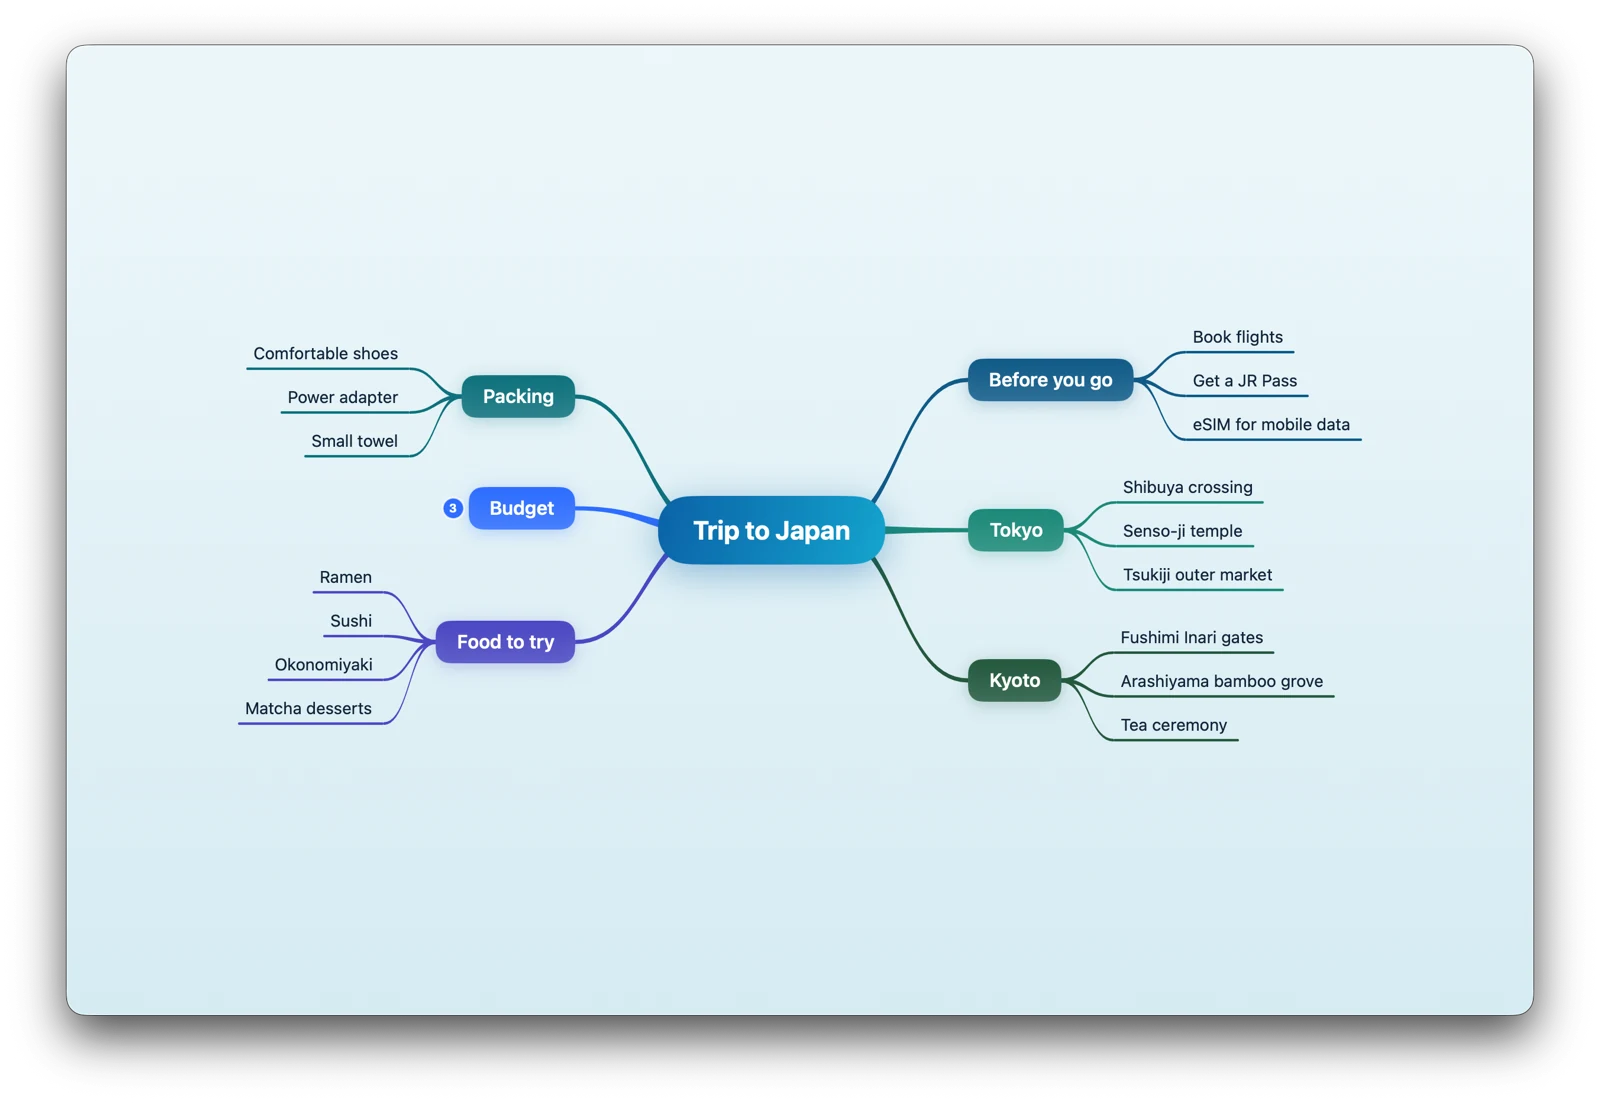 Trip to Japan
Before you go
Book flights
Get a JR Pass
eSIM for mobile data
Tokyo
Shibuya crossing
Senso-ji temple
Tsukiji outer market
Kyoto
Fushimi Inari gates
Arashiyama bamboo grove
Tea ceremony
Packing
Comfortable shoes
Power adapter
Small towel
Budget
3
Food to try
Ramen
Sushi
Okonomiyaki
Matcha desserts